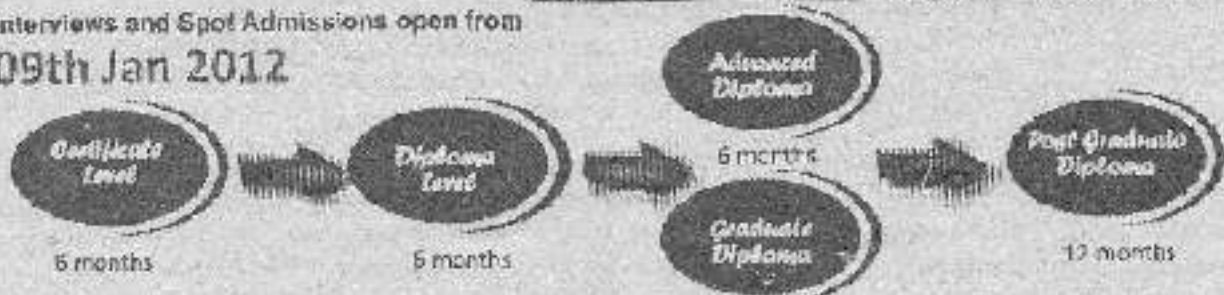 nterviews and Spot Admissions open from
09th Jan 2012
Certificate
Level
6 months
Diploma
Level
6 months
Advanced
Diploma
6 months
Graduate
Diploma
Post Graduate
Diploma
12 months